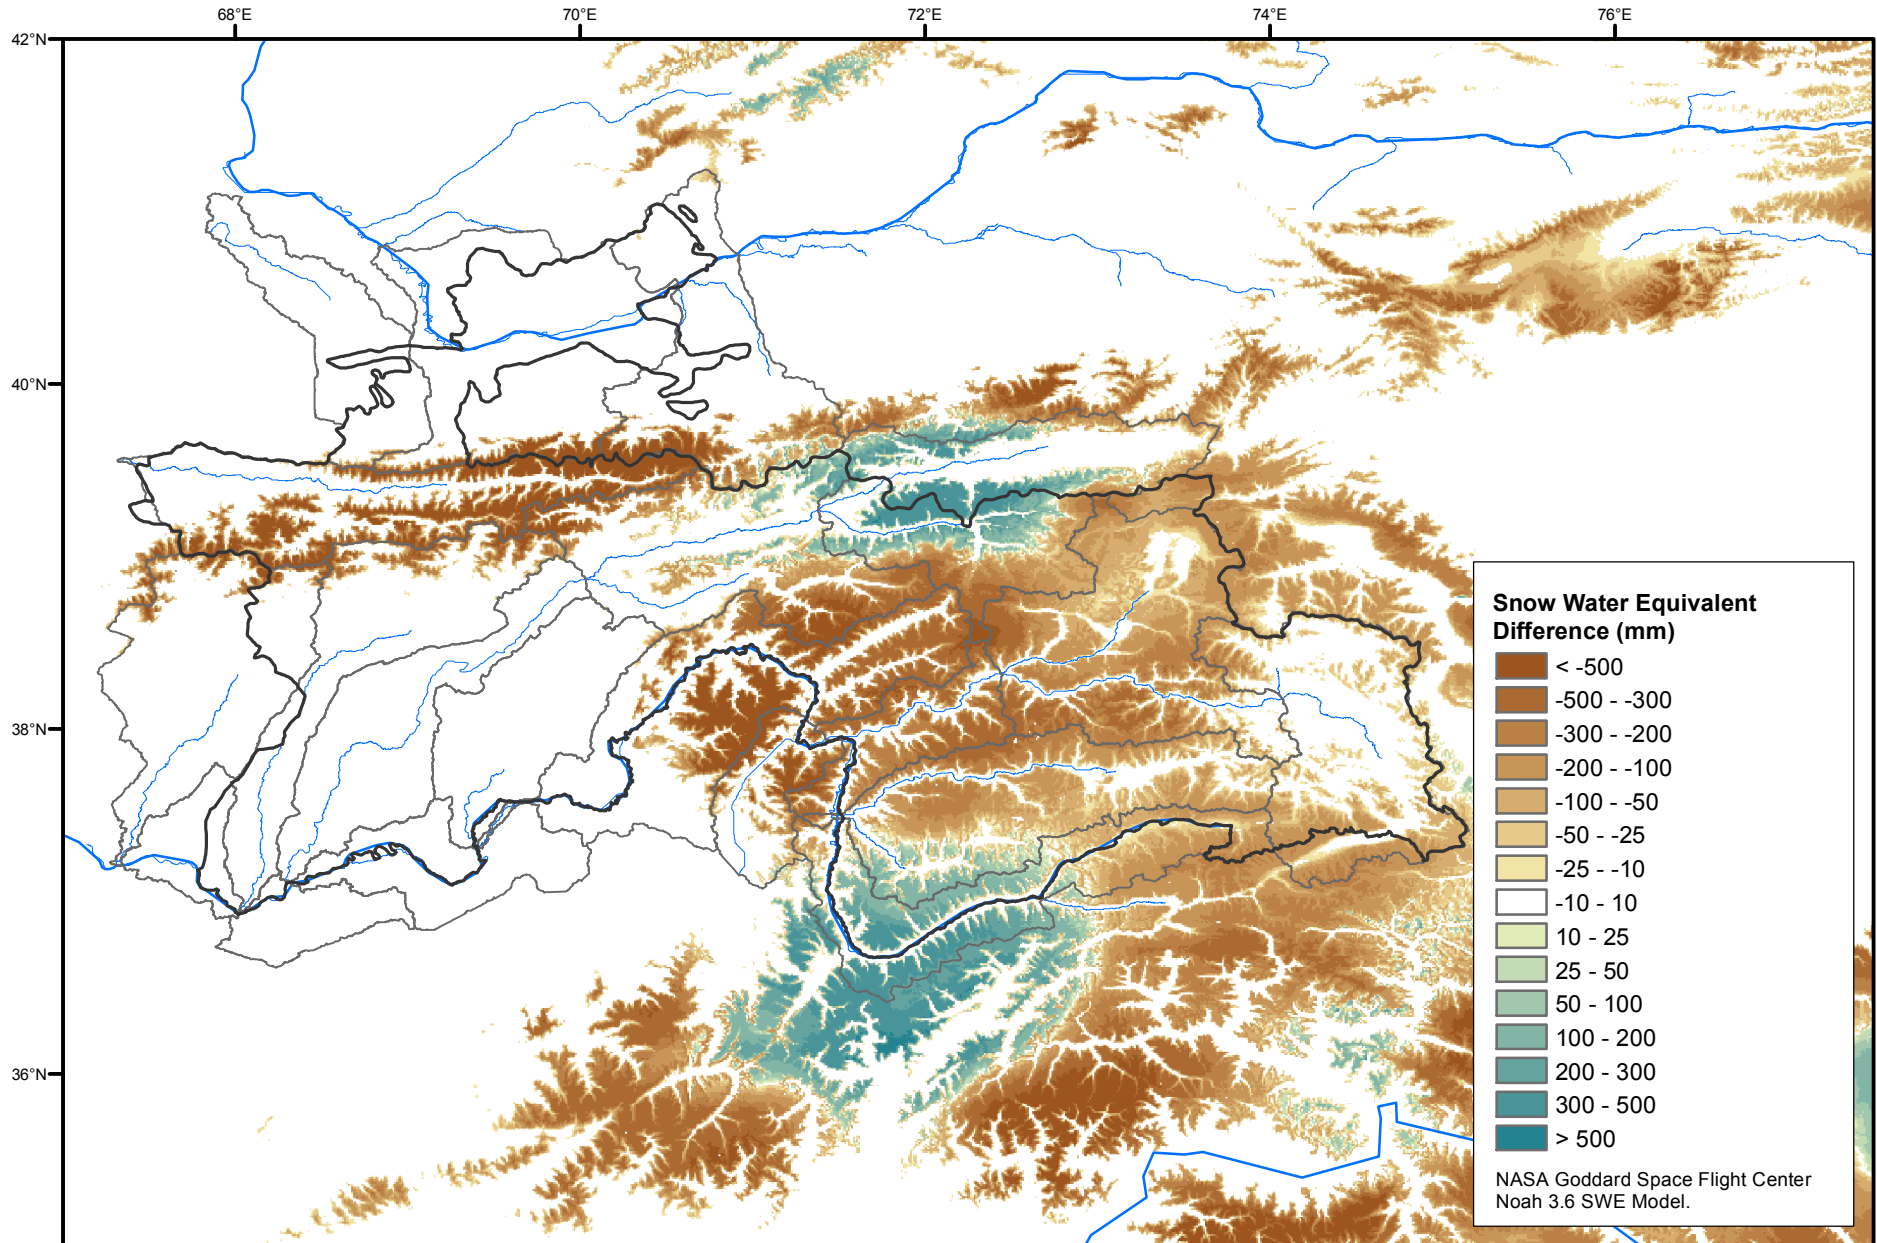 68°E 70°E 72°E 74°E 76°E
42°N
40°N
38°N
36°N
Snow Water Equivalent
Difference (mm)
< -500
-500 - -300
-300 - -200
-200 - -100
-100 - -50
-50 - -25
-25 - -10
-10 - 10
10 - 25
25 - 50
50 - 100
100 - 200
200 - 300
300 - 500
> 500
NASA Goddard Space Flight Center
Noah 3.6 SWE Model.